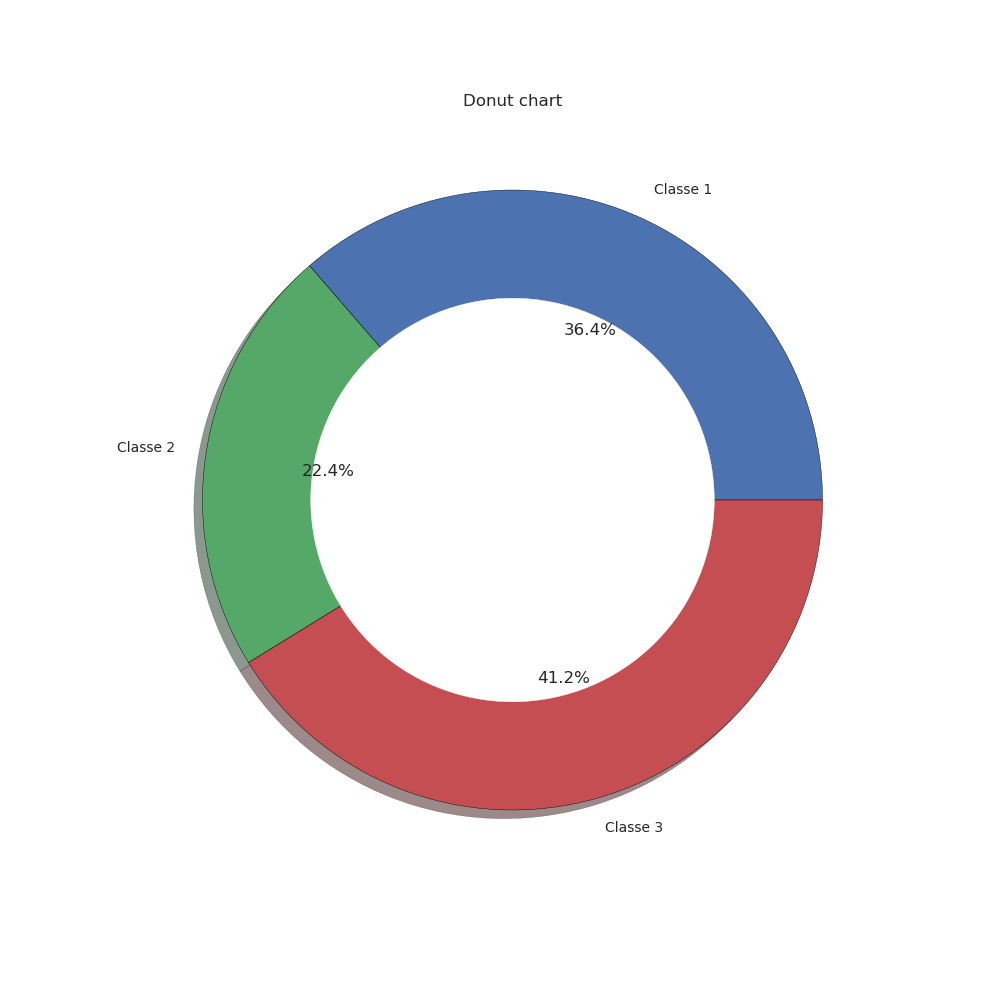 Donut chart
Classe 1
36.4%
Classe 2
22.4%
41.2%
Classe 3